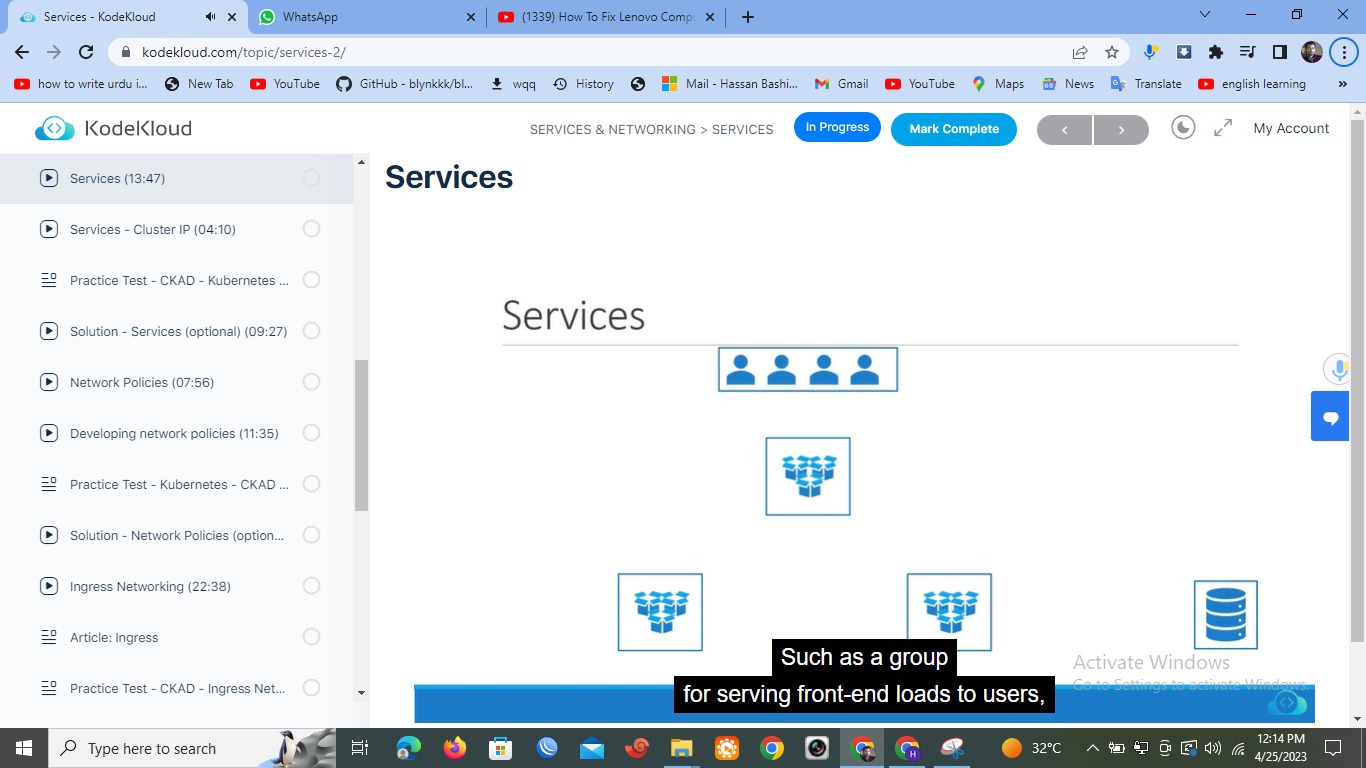 Services - KodeKloud
WhatsApp
(1339) How To Fix Lenovo Compu
kodekloud.com/topic/services-2/
how to write urdu i...
New Tab
YouTube
GitHub - blynkkk/bl...
wqq
History
Mail - Hassan Bashi...
Gmail
YouTube
Maps
News
Translate
english learning
»
KodeKloud
SERVICES & NETWORKING > SERVICES
In Progress
Mark Complete
My Account
Services (13:47)
Services - Cluster IP (04:10)
Practice Test - CKAD - Kubernetes ...
Solution - Services (optional) (09:27)
Network Policies (07:56)
Developing network policies (11:35)
Practice Test - Kubernetes - CKAD ...
Solution - Network Policies (option...
Ingress Networking (22:38)
Article: Ingress
Practice Test - CKAD - Ingress Net...
Services
Services
Such as a group
for serving front-end loads to users,
Activate Windows
Go to Settings to activate Windows.
Type here to search
H
32°C
12:14 PM
4/25/2023